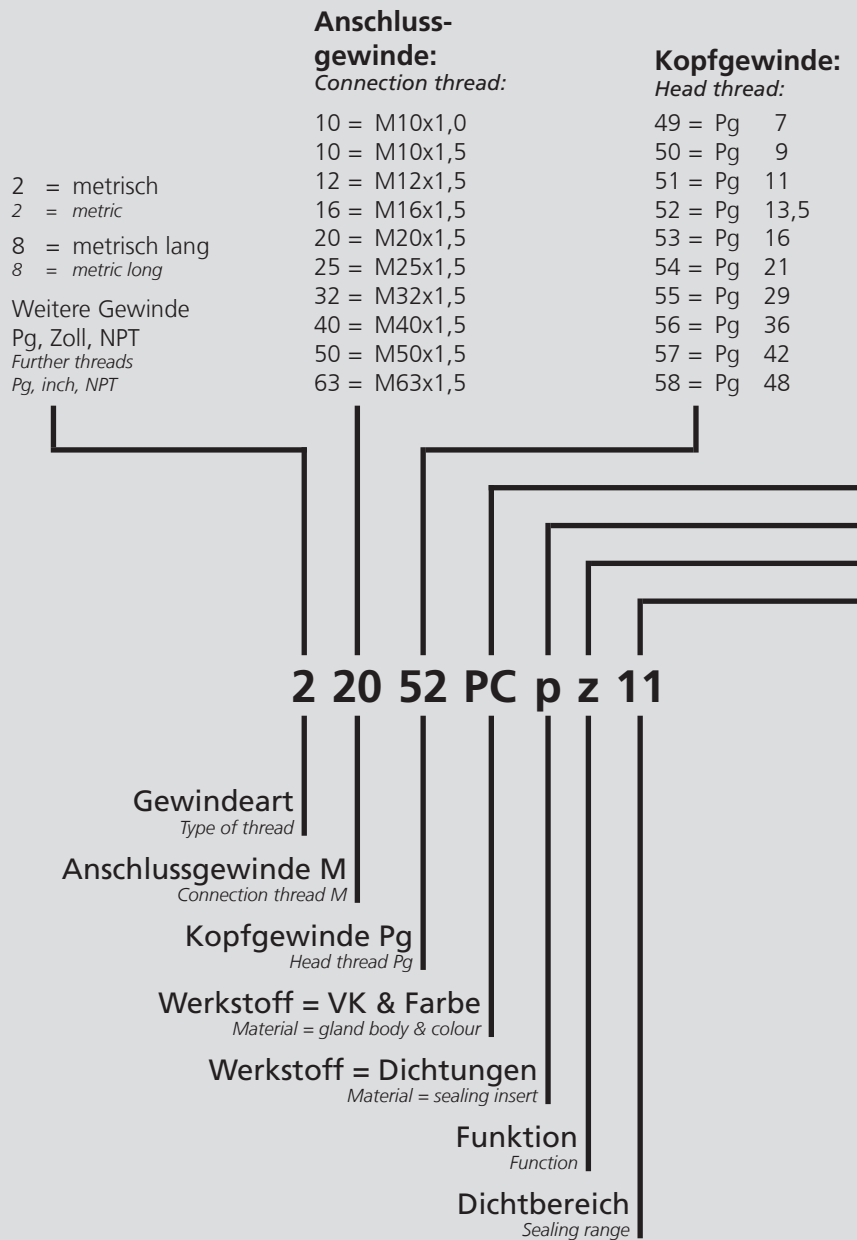 Anschluss-
gewinde:
Connection thread:
10 = M10x1,0
10 = M10x1,5
12 = M12x1,5
16 = M16x1,5
20 = M20x1,5
25 = M25x1,5
32 = M32x1,5
40 = M40x1,5
50 = M50x1,5
63 = M63x1,5
Kopfgewinde:
Head thread:
49 = Pg 7
50 = Pg 9
51 = Pg 11
52 = Pg 13,5
53 = Pg 16
54 = Pg 21
55 = Pg 29
56 = Pg 36
57 = Pg 42
58 = Pg 48
2 = metrisch
2 = metric
8 = metrisch lang
8 = metric long
Weitere Gewinde
Pg, Zoll, NPT
Further threads
Pg, inch, NPT
2 20 52 PC p z 11
Gewindeart
Type of thread
Anschlussgewinde M
Connection thread M
Kopfgewinde Pg
Head thread Pg
Werkstoff = VK & Farbe
Material = gland body & colour
Werkstoff = Dichtungen
Material = sealing insert
Funktion
Function
Dichtbereich
Sealing range